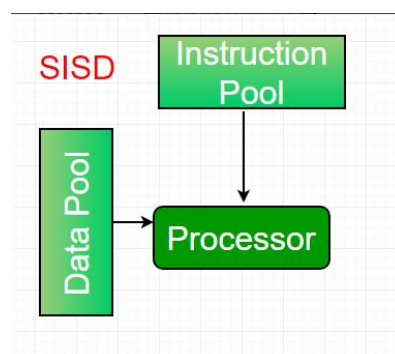 SISD
Instruction
Pool
Data Pool
Processor